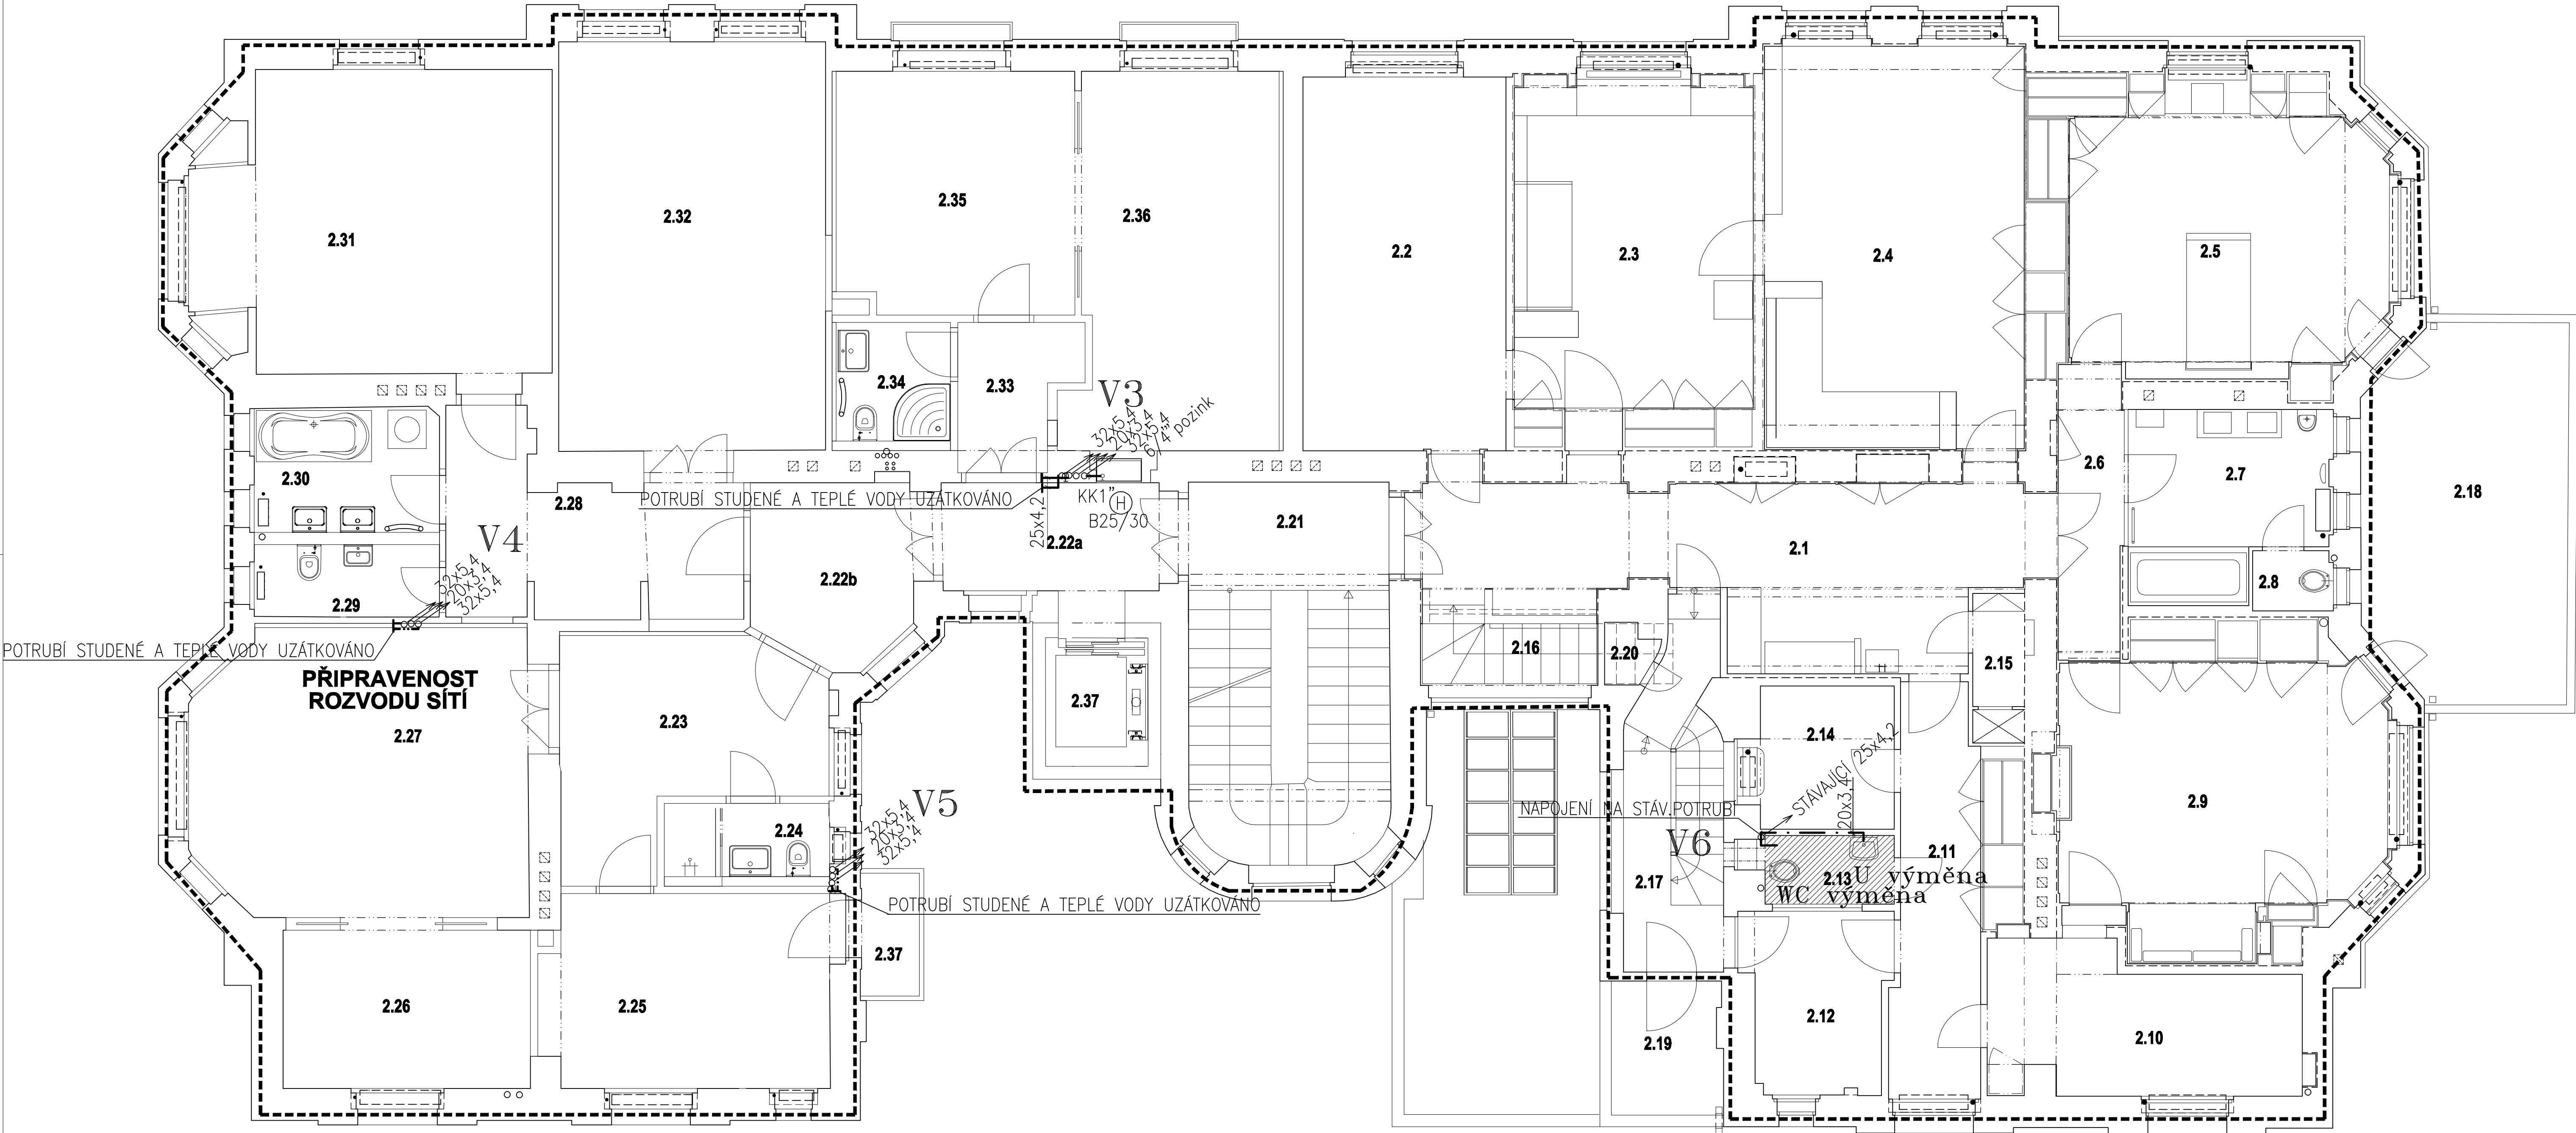 2.35
2.36
2.32
2.31
2.2
2.3
2.4
2.5
2.34
2.33
V3
32x5,4
20x3,4
32x5,4
6/4" pozink
2.30
2.28
POTRUBÍ STUDENÉ A TEPLÉ VODY UZÁTKOVÁNO
KK1"
H
B25/30
25x4,2
2.22a
2.21
2.1
2.6
2.7
2.18
2.8
V4
32x5,4
20x3,4
32x5,4
2.29
2.22b
POTRUBÍ STUDENÉ A TEPLÉ VODY UZÁTKOVÁNO
PŘIPRAVENOST
ROZVODU SÍTÍ
2.27
2.23
2.37
2.16
2.20
2.15
2.14
STÁVAJÍCÍ 25x4,2
20x3,4
NAPOJENÍ NA STÁV.POTRUBÍ
V5
32x5,4
20x3,4
32x5,4
2.24
V6
2.9
2.11
2.17
2.13
U výměna
WC výměna
POTRUBÍ STUDENÉ A TEPLÉ VODY UZÁTKOVÁNO
2.37
2.26
2.25
2.12
2.19
2.10